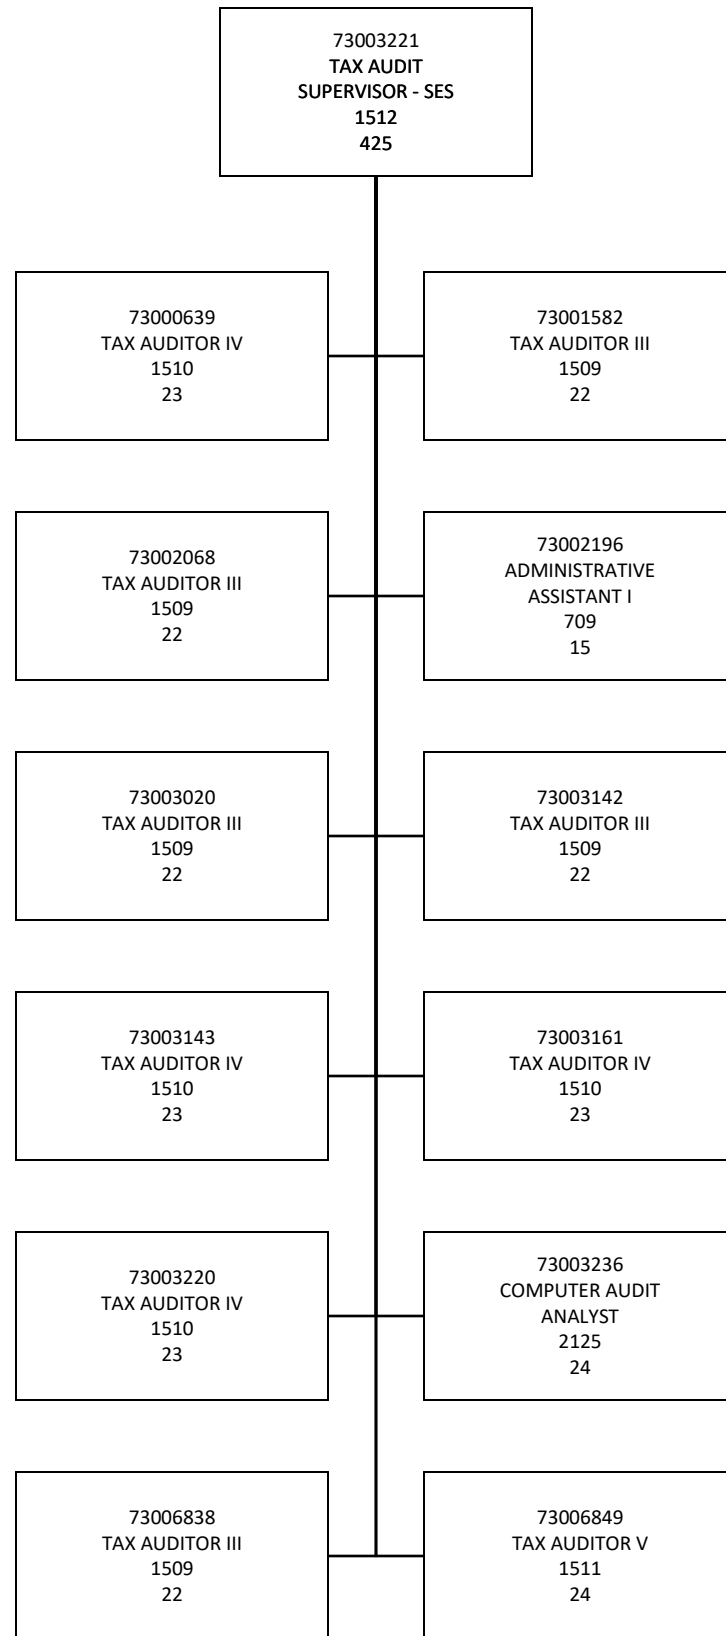 73003221
TAX AUDIT
SUPERVISOR - SES
1512
425
73000639
TAX AUDITOR IV
1510
23
73001582
TAX AUDITOR III
1509
22
73002068
TAX AUDITOR III
1509
22
73002196
ADMINISTRATIVE
ASSISTANT I
709
15
73003020
TAX AUDITOR III
1509
22
73003142
TAX AUDITOR III
1509
22
73003143
TAX AUDITOR IV
1510
23
73003161
TAX AUDITOR IV
1510
23
73003220
TAX AUDITOR IV
1510
23
73003236
COMPUTER AUDIT
ANALYST
2125
24
73006838
TAX AUDITOR III
1509
22
73006849
TAX AUDITOR V
1511
24